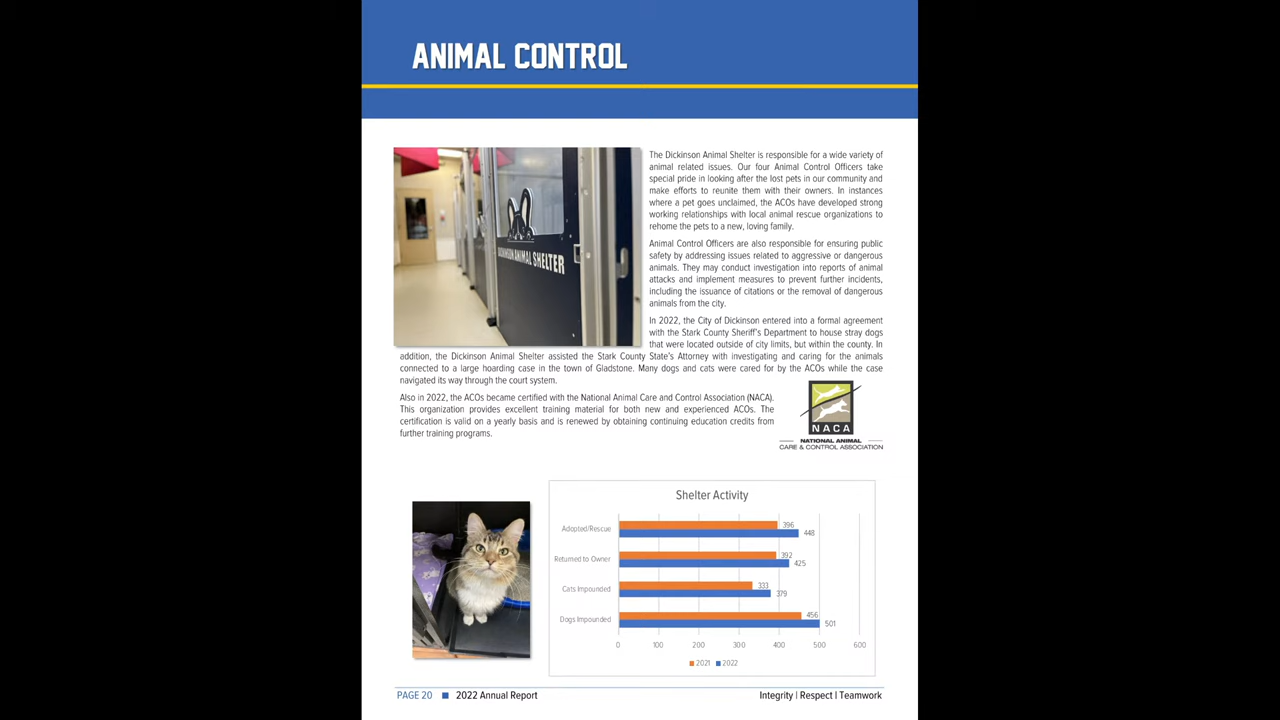 ANIMAL CONTROL
The Dickinson Animal Shelter is responsible for a wide variety of
animal related issues. Our four Animal Control Officers take
special pride in looking after the lost pets in our community and
make efforts to reunite them with their owners. In instances
where a pet goes unclaimed, the ACOs have developed strong
working relationships with local animal rescue organizations to
rehome the pets to a new, loving family.
Animal Control Officers are also responsible for ensuring public
safety by addressing issues related to aggressive or dangerous
animals. They may conduct investigation into reports of animal
attacks and implement measures to prevent further incidents,
including the issuance of citations or the removal of dangerous
animals from the city.
In 2022, the City of Dickinson entered into a formal agreement
with the Stark County Sheriff's Department to house stray dogs
that were located outside of city limits, but within the county. In
addition, the Dickinson Animal Shelter assisted the Stark County State's Attorney with investigating and caring for the animals
connected to a large hoarding case in the town of Gladstone. Many dogs and cats were cared for by the ACOs while the case
navigated its way through the court system.
Also in 2022, the ACOs became certified with the National Animal Care and Control Association (NACA).
This organization provides excellent training material for both new and experienced ACOs. The
certification is valid on a yearly basis and is renewed by obtaining continuing education credits from
further training programs.
DICKINSON ANIMAL SHELTER
NACA
NATIONAL ANIMAL
CARE & CONTROL ASSOCIATION
Shelter Activity
Adopted/Rescue 396
448
Returned to Owner 392
425
Cats Impounded 333
379
Dogs Impounded 456
501
0 100 200 300 400 500 600
2021 2022
PAGE 20 2022 Annual Report Integrity | Respect | Teamwork